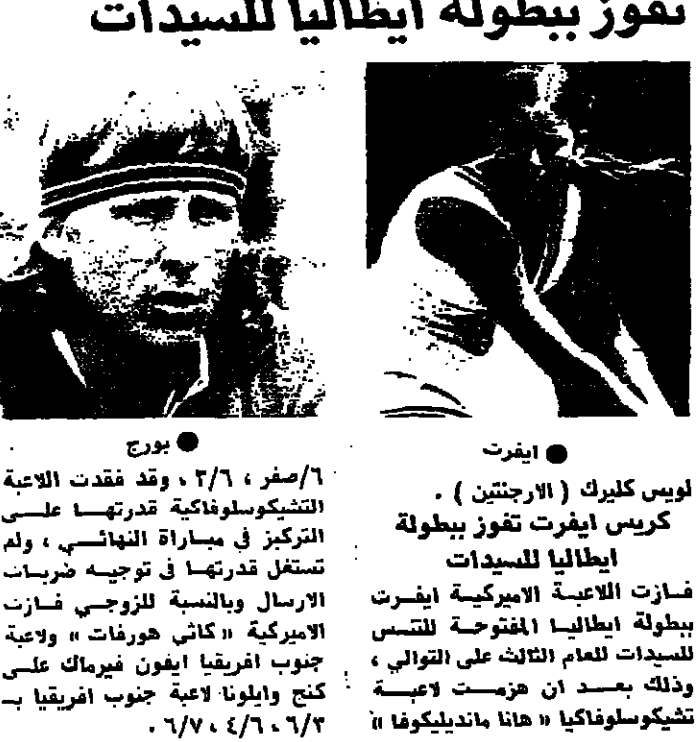 تفوز ببطولة ايطاليا للسيدات
● ايفرت
لويس كليرك ( الارجنتين ) .
كريس ايفرت تفوز ببطولة
ايطاليا للسيدات
فازت اللاعبة الاميركية ايفرت
ببطولة ايطاليا المفتوحة للتنس
للسيدات للعام الثالث على التوالي ،
وذلك بعد ان هزمت لاعبة
تشيكوسلوفاكيا « هانا مانديليكوفا »
● بورج
٦/صفر ، ٣/٦ ، وقد فقدت اللاعبة
التشيكوسلوفاكية قدرتها على
التركيز في مباراة النهائي ، ولم
تستغل قدرتها في توجيه ضربات
الارسال وبالنسبة للزوجي فازت
الاميركية « كاثي هورفات » ولاعبة
جنوب افريقيا ايفون فيرماك على
كنج وايلونا لاعبة جنوب افريقيا بـ
٦/٣ ، ٤/٦ ، ٦/٧ .